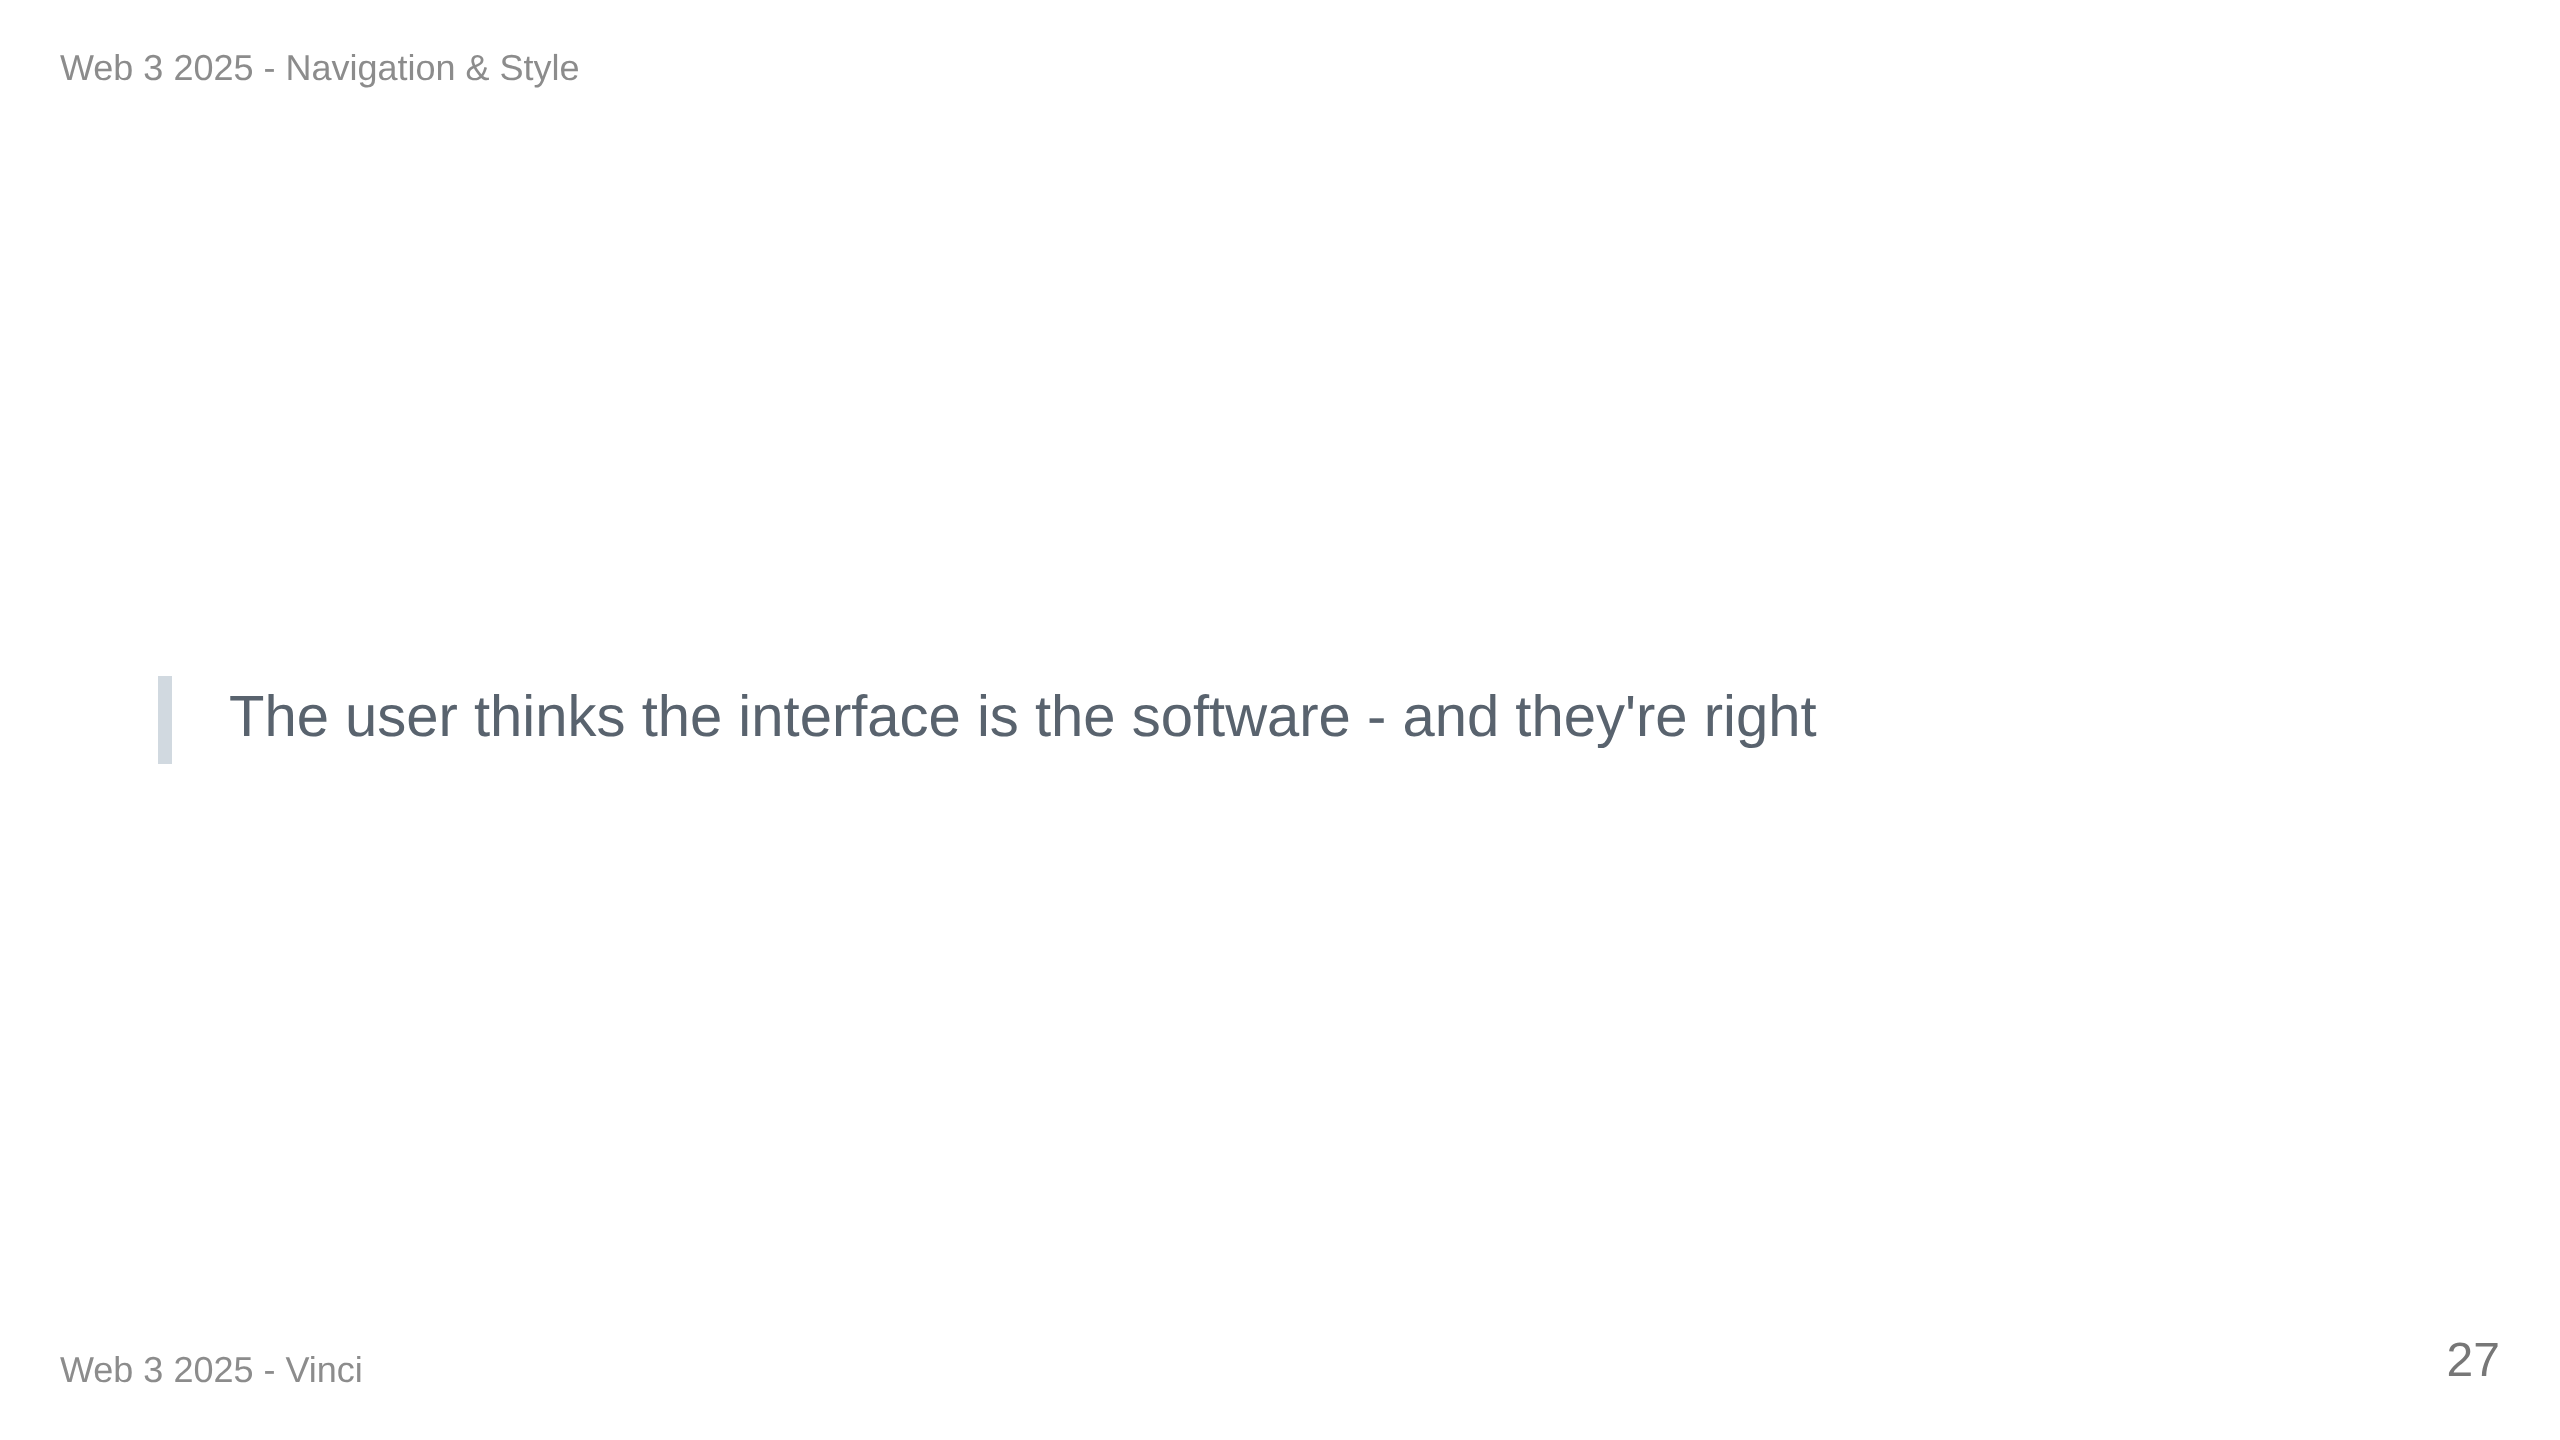 Web 3 2025 - Navigation & Style
The user thinks the interface is the software - and they're right
Web 3 2025 - Vinci
27